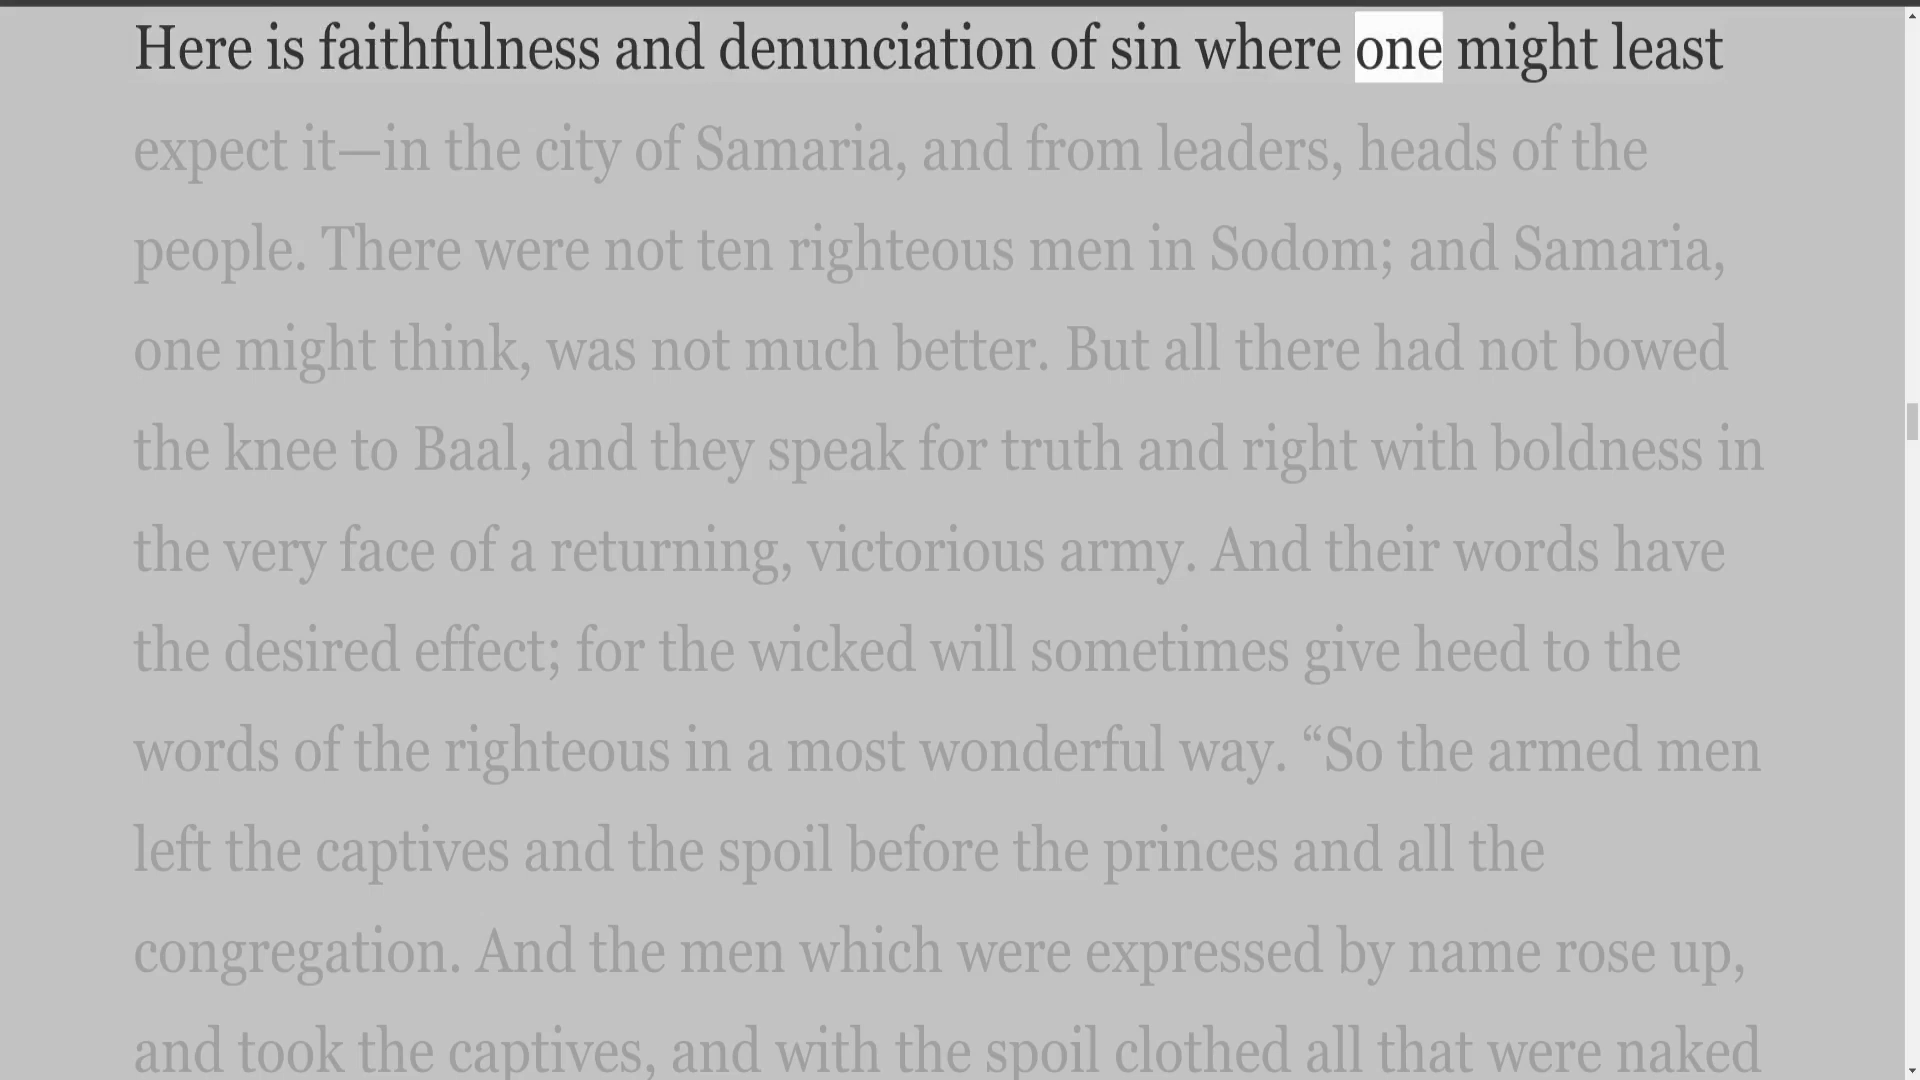 Here is faithfulness and denunciation of sin where one might least
expect it—in the city of Samaria, and from leaders, heads of the
people. There were not ten righteous men in Sodom; and Samaria,
one might think, was not much better. But all there had not bowed
the knee to Baal, and they speak for truth and right with boldness in
the very face of a returning, victorious army. And their words have
the desired effect; for the wicked will sometimes give heed to the
words of the righteous in a most wonderful way. “So the armed men
left the captives and the spoil before the princes and all the
congregation. And the men which were expressed by name rose up,
and took the captives, and with the spoil clothed all that were naked